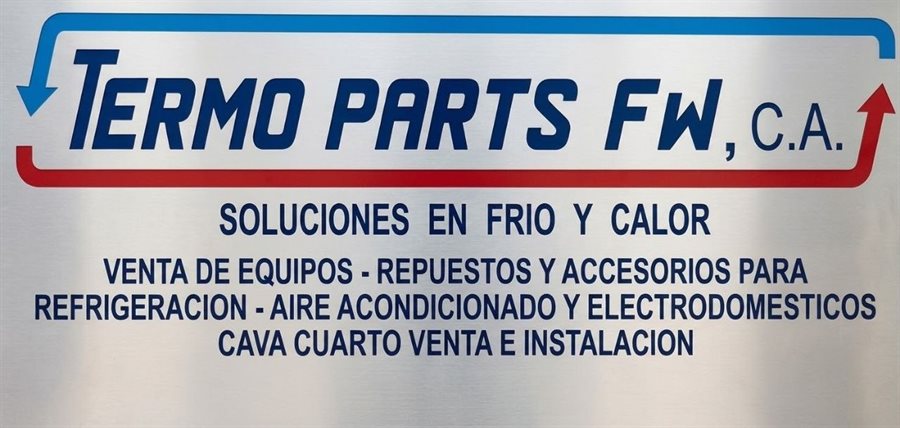 TERMO PARTS FW, C.A.
SOLUCIONES EN FRIO Y CALOR
VENTA DE EQUIPOS - REPUESTOS Y ACCESORIOS PARA
REFRIGERACION - AIRE ACONDICIONADO Y ELECTRODOMESTICOS
CAVA CUARTO VENTA E INSTALACION